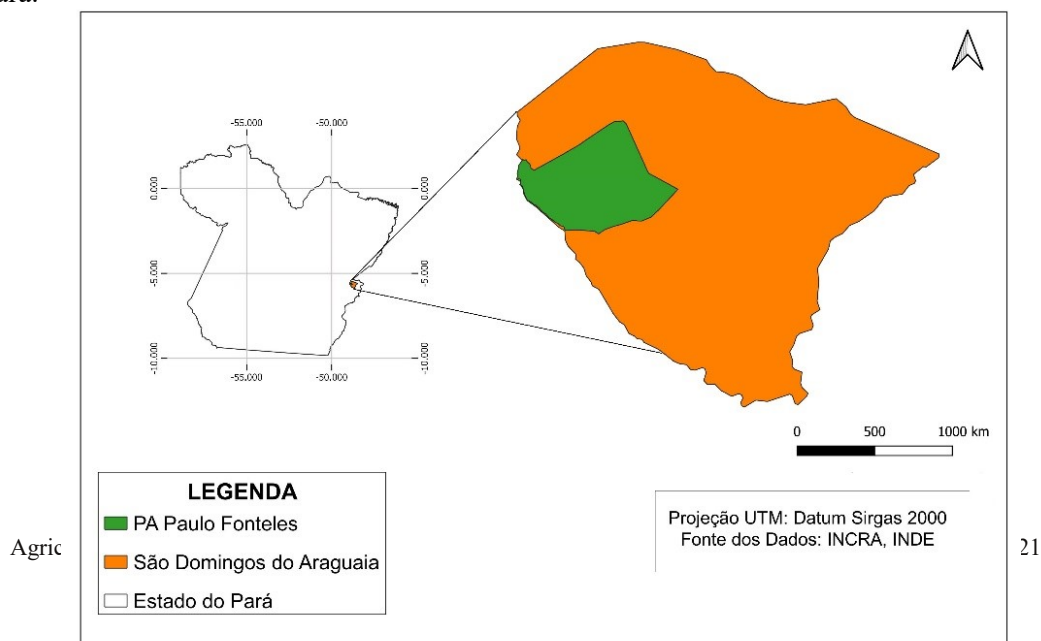 -55.000 -50.000
0.000 0.000
-5.000 -5.000
-10.000 -10.000
-55.000 -50.000
0 500 1000 km
LEGENDA
PA Paulo Fonteles
São Domingos do Araguaia
Estado do Pará
Projeção UTM: Datum Sirgas 2000
Fonte dos Dados: INCRA, INDE
21